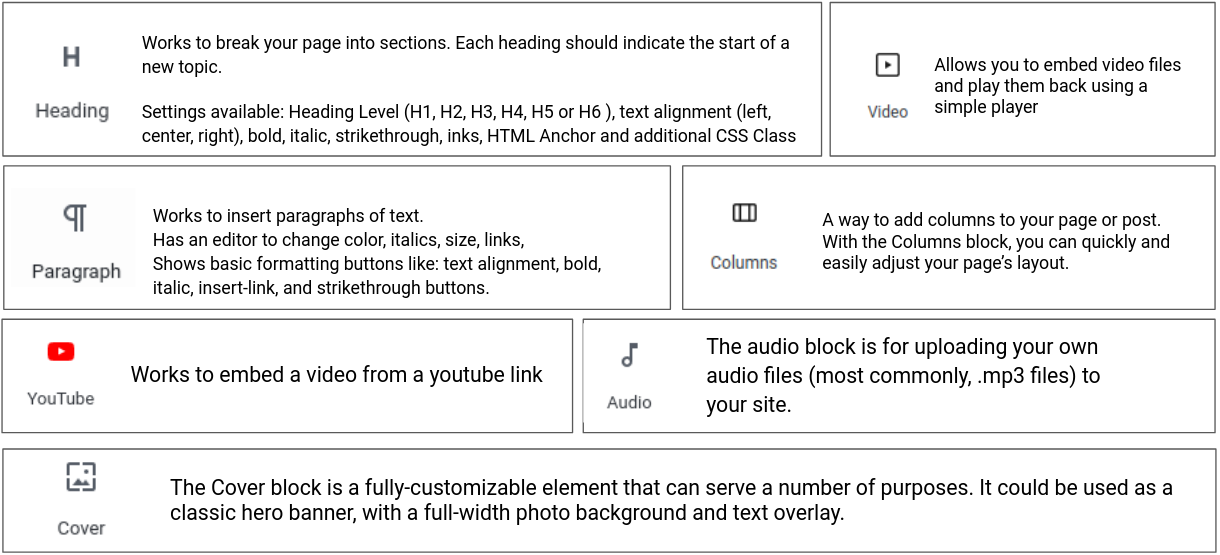 H
Heading
Works to break your page into sections. Each heading should indicate the start of a
new topic.
Settings available: Heading Level (H1, H2, H3, H4, H5 or H6 ), text alignment (left,
center, right), bold, italic, strikethrough, inks, HTML Anchor and additional CSS Class
Video
Allows you to embed video files
and play them back using a
simple player
¶
Paragraph
Works to insert paragraphs of text.
Has an editor to change color, italics, size, links,
Shows basic formatting buttons like: text alignment, bold,
italic, insert-link, and strikethrough buttons.
Columns
A way to add columns to your page or post.
With the Columns block, you can quickly and
easily adjust your page’s layout.
YouTube
Works to embed a video from a youtube link
Audio
The audio block is for uploading your own
audio files (most commonly, .mp3 files) to
your site.
Cover
The Cover block is a fully-customizable element that can serve a number of purposes. It could be used as a
classic hero banner, with a full-width photo background and text overlay.